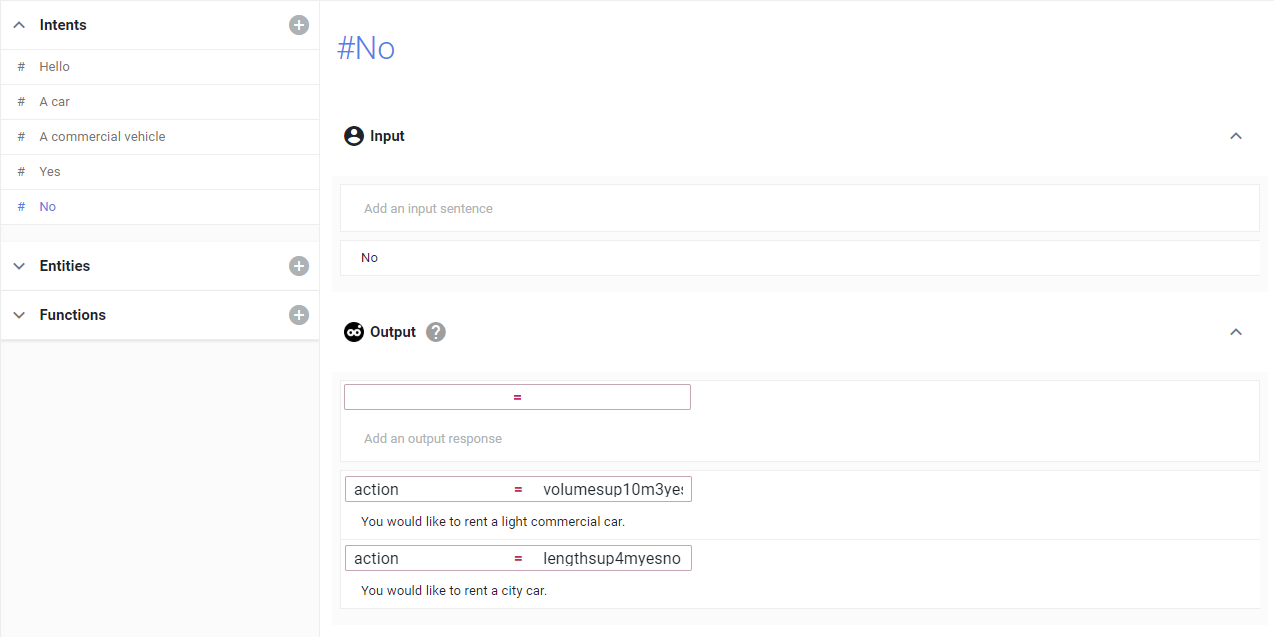 Intents
# Hello
# A car
# A commercial vehicle
# Yes
# No
Entities
Functions
#No
Input
Add an input sentence
No
Output ?
=
Add an output response
action = volumesup10m3yes
You would like to rent a light commercial car.
action = lengthsup4myesno
You would like to rent a city car.